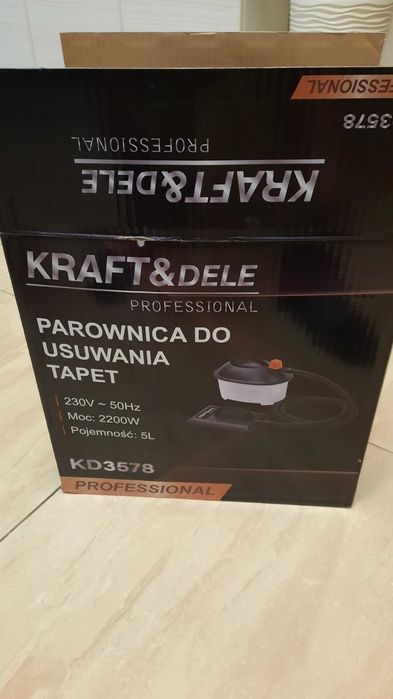 PROFESSIONAL
KD3578
KRAFT&DELE
PROFESSIONAL
KRAFT&DELE
PROFESSIONAL
PAROWNICA DO
USUWANIA
TAPET
230V ~ 50Hz
Moc: 2200W
Pojemność: 5L
KD3578
PROFESSIONAL